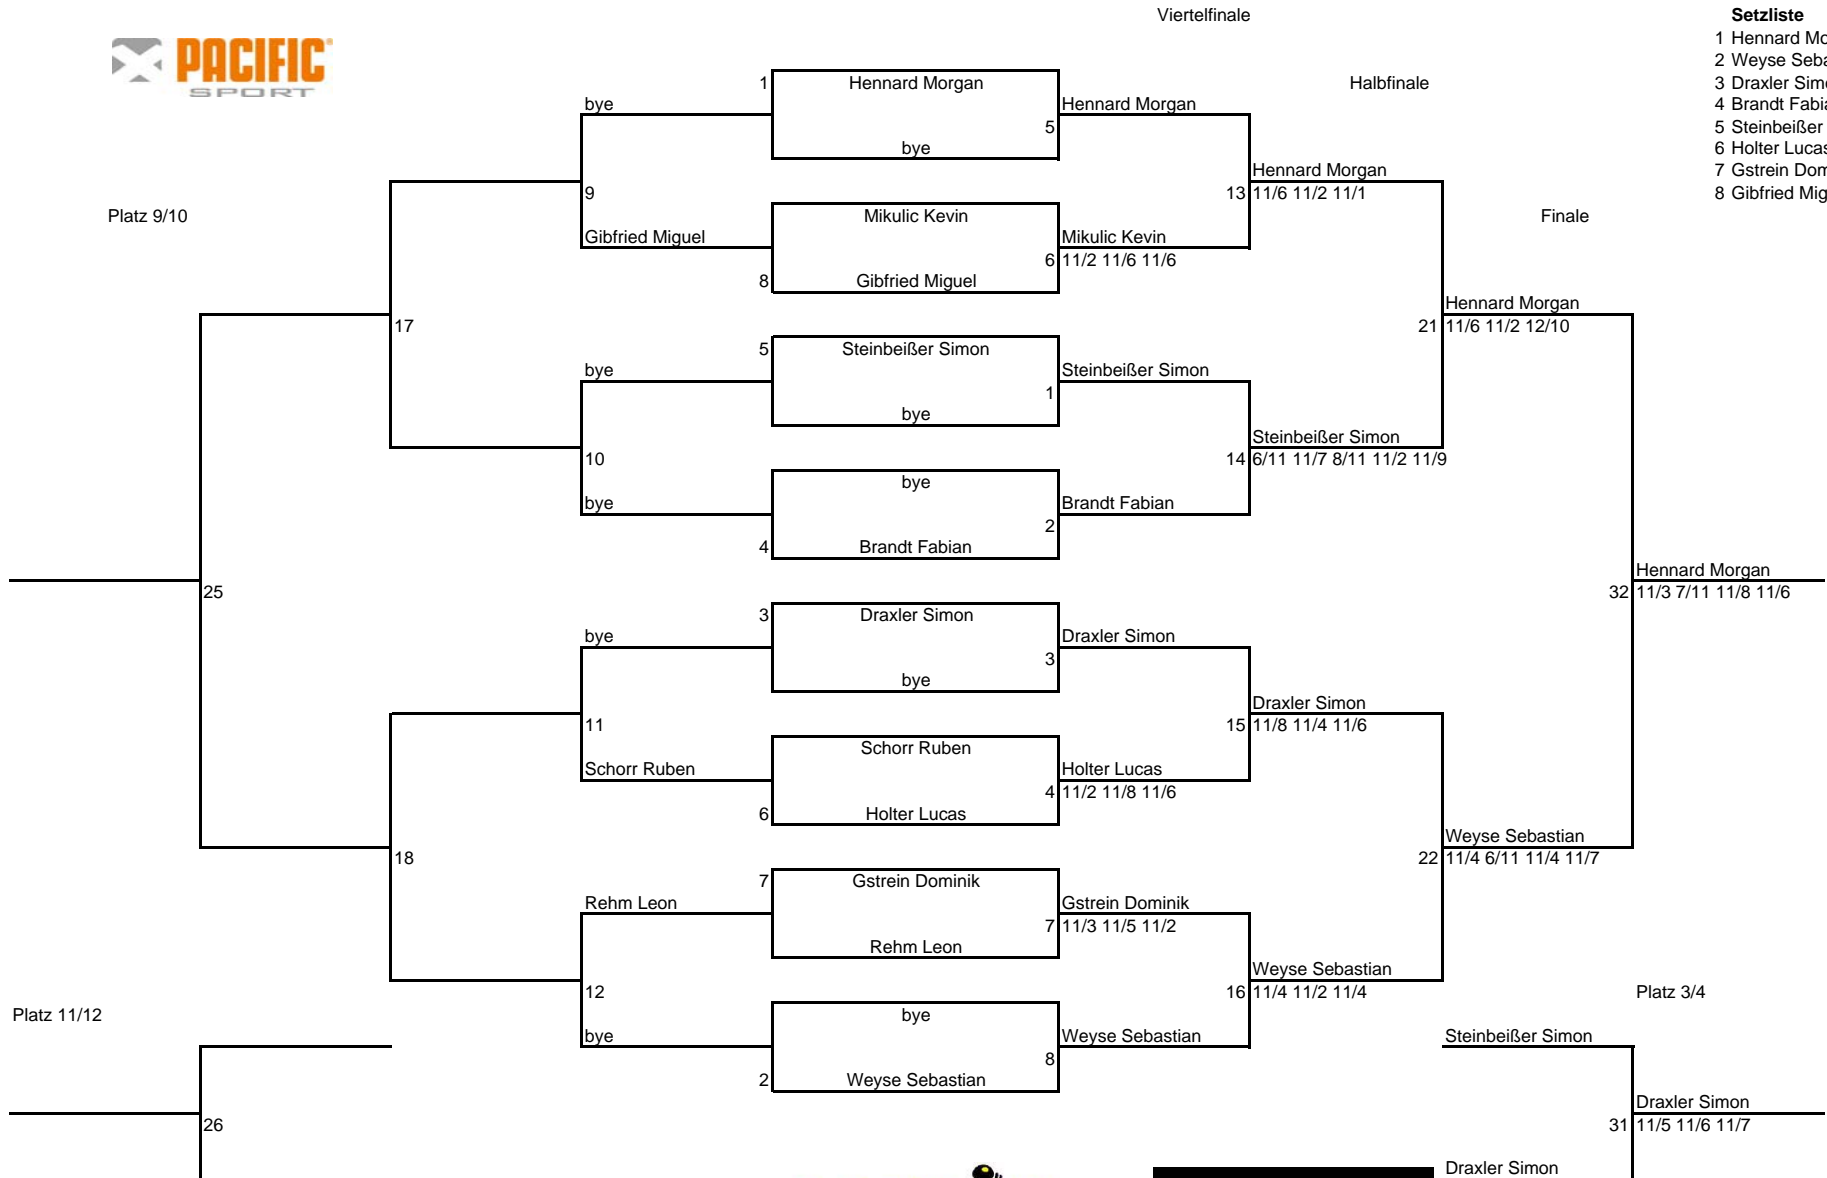 Viertelfinale
Setzliste
PACIFIC
SPORT
1 Hennard Mo
2 Weyse Seba
3 Draxler Sim
4 Brandt Fabi
5 Steinbeißer
6 Holter Lucas
7 Gstrein Dom
8 Gibfried Mig
Halbfinale
1 Hennard Morgan
bye
Hennard Morgan
5
bye
Hennard Morgan
9
13 11/6 11/2 11/1
Platz 9/10
Mikulic Kevin
Finale
Gibfried Miguel
Mikulic Kevin
6 11/2 11/6 11/6
8 Gibfried Miguel
Hennard Morgan
17
21 11/6 11/2 12/10
5 Steinbeißer Simon
bye
Steinbeißer Simon
1
bye
Steinbeißer Simon
10
14 6/11 11/7 8/11 11/2 11/9
bye
bye
Brandt Fabian
2
4 Brandt Fabian
Hennard Morgan
25
32 11/3 7/11 11/8 11/6
3 Draxler Simon
bye
Draxler Simon
3
bye
Draxler Simon
11
15 11/8 11/4 11/6
Schorr Ruben
Schorr Ruben
Holter Lucas
4 11/2 11/8 11/6
6 Holter Lucas
Weyse Sebastian
18
22 11/4 6/11 11/4 11/7
7 Gstrein Dominik
Rehm Leon
Gstrein Dominik
7 11/3 11/5 11/2
Rehm Leon
Weyse Sebastian
12
16 11/4 11/2 11/4
Platz 3/4
Platz 11/12
bye
bye
Weyse Sebastian
Steinbeißer Simon
8
2 Weyse Sebastian
Draxler Simon
26
31 11/5 11/6 11/7
Draxler Simon